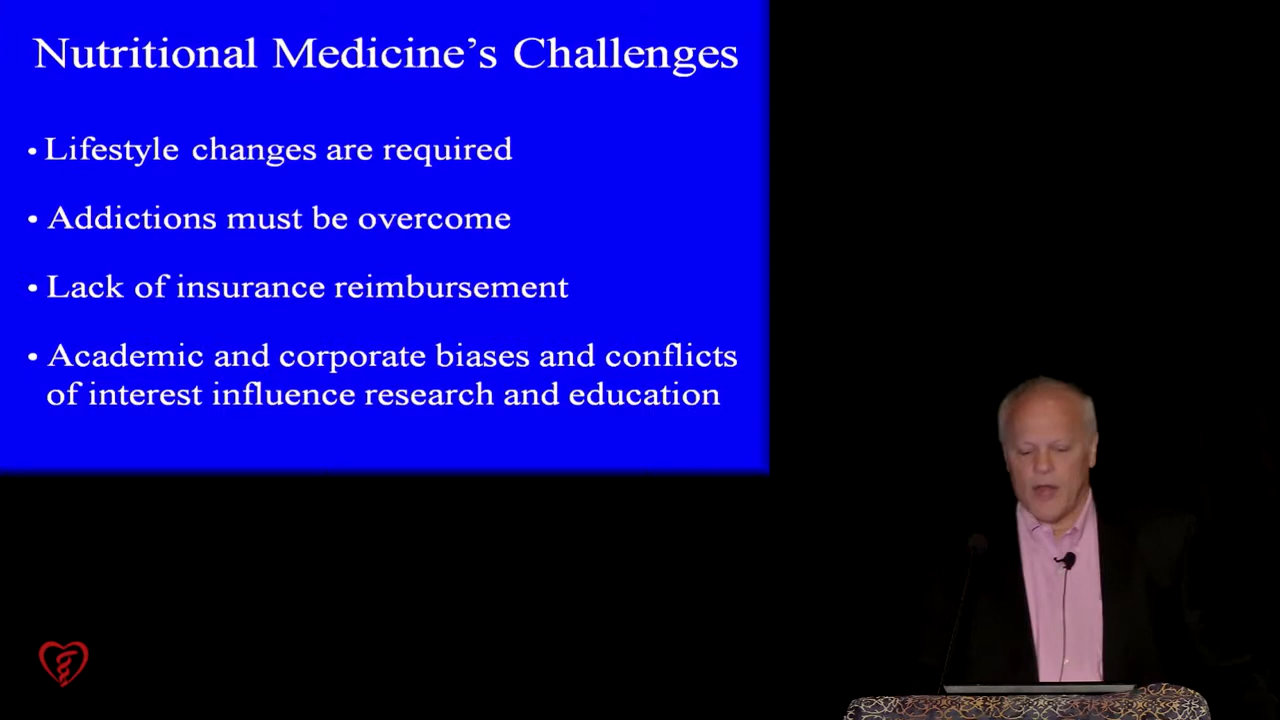 Nutritional Medicine's Challenges
• Lifestyle changes are required
• Addictions must be overcome
• Lack of insurance reimbursement
• Academic and corporate biases and conflicts
of interest influence research and education